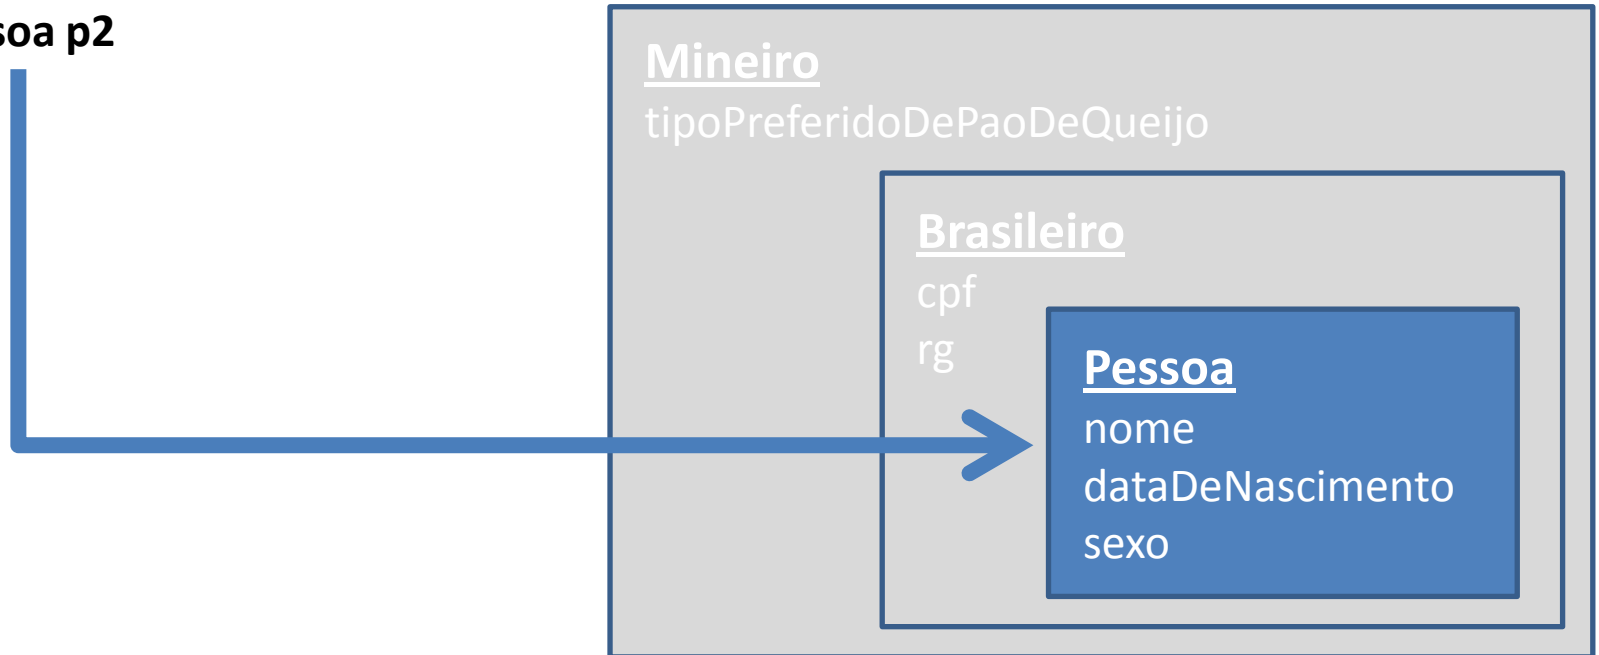 soa p2
Mineiro
tipoPreferidoDePaoDeQueijo
Brasileiro
cpf
rg
Pessoa
nome
dataDeNascimento
sexo